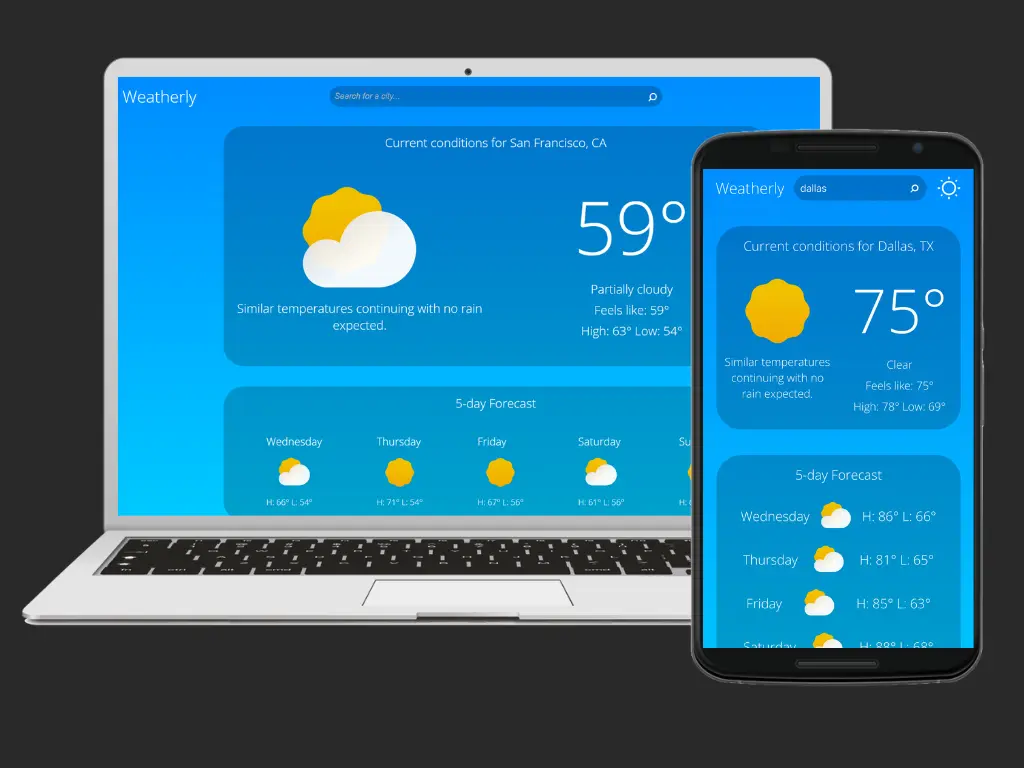 Weatherly
Search for a city...
Current conditions for San Francisco, CA
59°
Partially cloudy
Feels like: 59°
High: 63° Low: 54°
Similar temperatures continuing with no rain
expected.
5-day Forecast
Wednesday Thursday Friday Saturday
H: 66° L: 54° H: 71° L: 54° H: 67° L: 56° H: 61° L: 56°
Weatherly
dallas
Current conditions for Dallas, TX
75°
Similar temperatures
continuing with no
rain expected.
Clear
Feels like: 75°
High: 78° Low: 69°
5-day Forecast
Wednesday H: 86° L: 66°
Thursday H: 81° L: 65°
Friday H: 85° L: 63°
Saturday H: 88° L: 68°